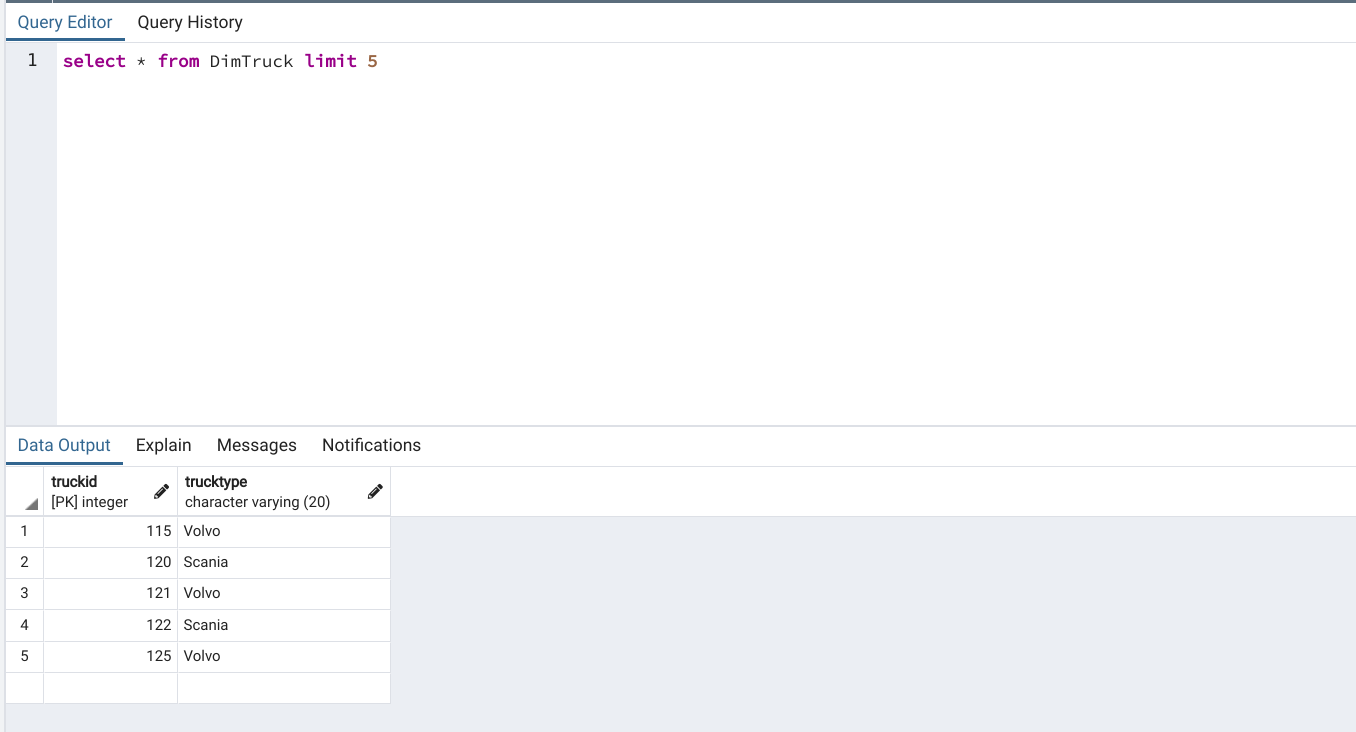 Query Editor Query History
1 select * from DimTruck limit 5
Data Output Explain Messages Notifications
truckid trucktype
[PK] integer character varying (20)
1 115 Volvo
2 120 Scania
3 121 Volvo
4 122 Scania
5 125 Volvo